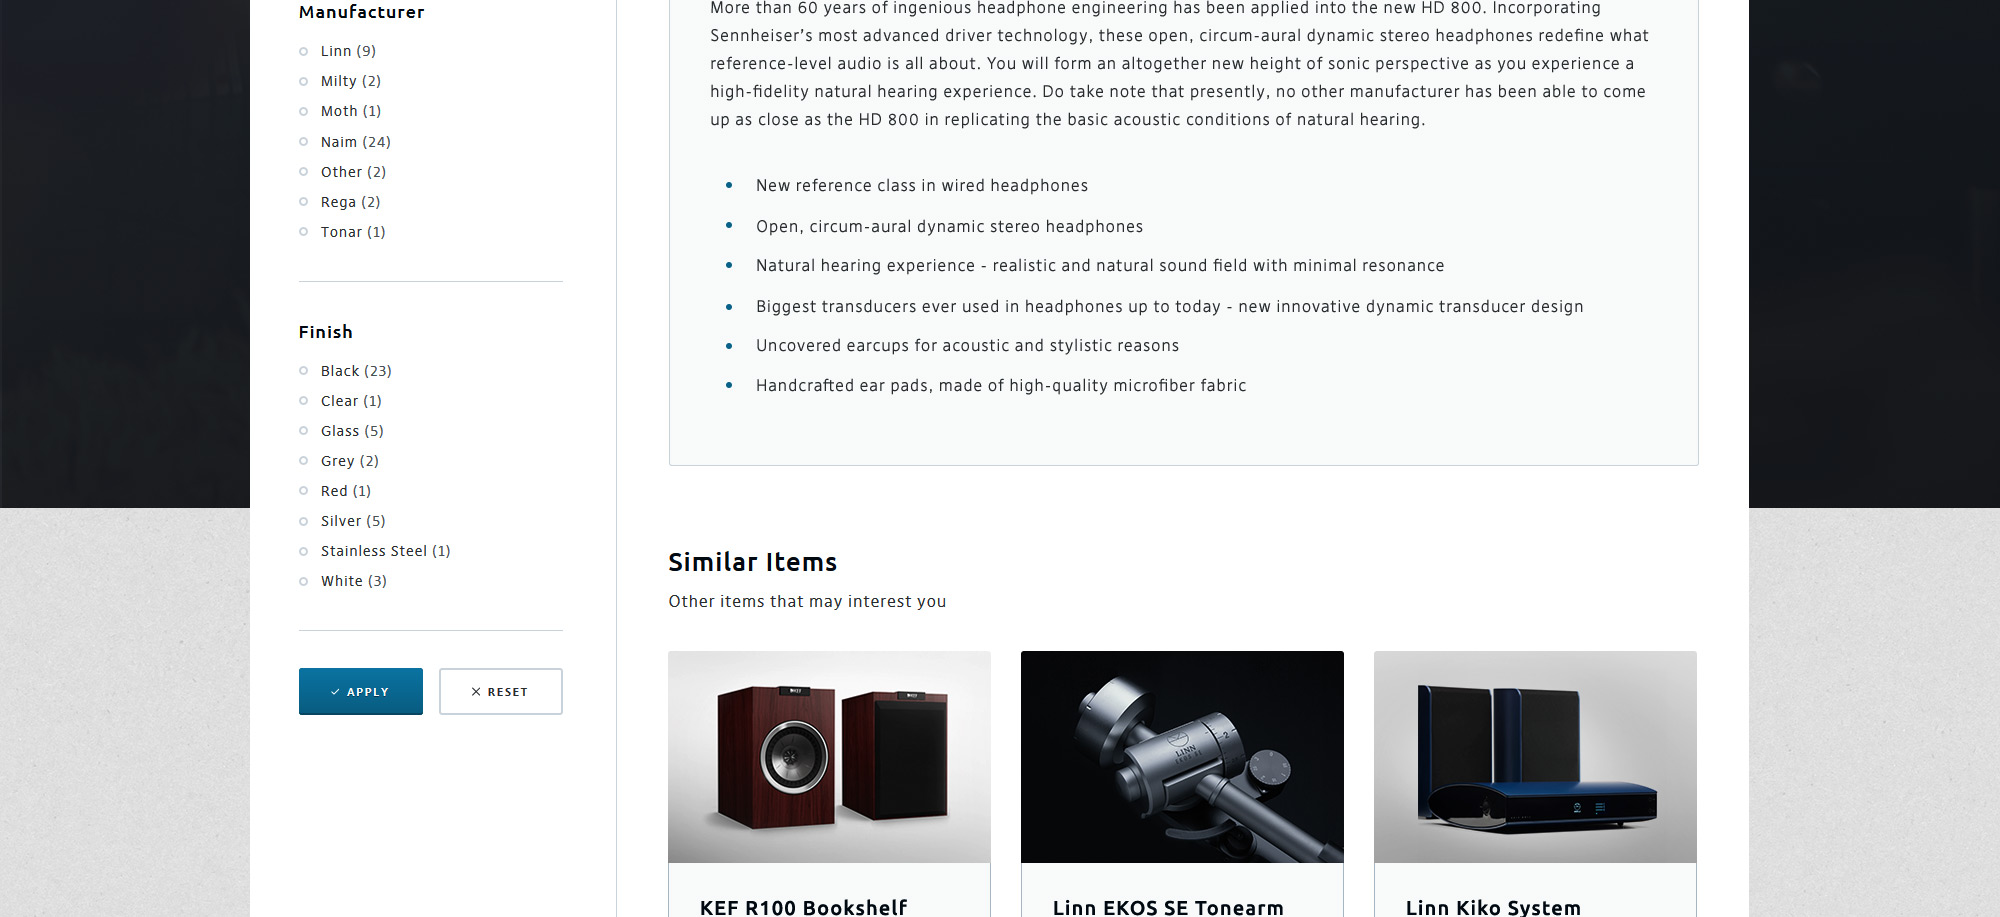 Manufacturer
Linn (9)
Milty (2)
Moth (1)
Naim (24)
Other (2)
Rega (2)
Tonar (1)
Finish
Black (23)
Clear (1)
Glass (5)
Grey (2)
Red (1)
Silver (5)
Stainless Steel (1)
White (3)
APPLY
RESET
More than 60 years of ingenious headphone engineering has been applied into the new HD 800. Incorporating
Sennheiser’s most advanced driver technology, these open, circum-aural dynamic stereo headphones redefine what
reference-level audio is all about. You will form an altogether new height of sonic perspective as you experience a
high-fidelity natural hearing experience. Do take note that presently, no other manufacturer has been able to come
up as close as the HD 800 in replicating the basic acoustic conditions of natural hearing.
New reference class in wired headphones
Open, circum-aural dynamic stereo headphones
Natural hearing experience - realistic and natural sound field with minimal resonance
Biggest transducers ever used in headphones up to today - new innovative dynamic transducer design
Uncovered earcups for acoustic and stylistic reasons
Handcrafted ear pads, made of high-quality microfiber fabric
Similar Items
Other items that may interest you
KEF
KEF
LINN
EKOS SE
2
KEF R100 Bookshelf
Linn EKOS SE Tonearm
Linn Kiko System